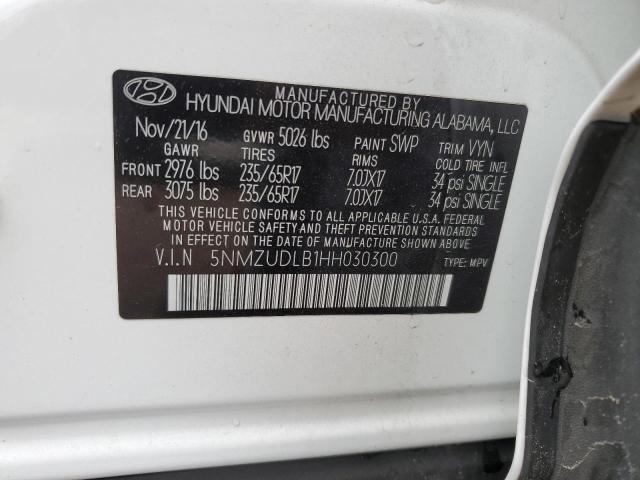 MANUFACTURED BY
HYUNDAI MOTOR MANUFACTURING ALABAMA, LLC
Nov/21/16 GVWR 5026 lbs PAINT SWP TRIM VYN
GAWR TIRES RIMS COLD TIRE INFL
FRONT 2976 lbs 235/65R17 7.0JX17 34 psi SINGLE
REAR 3075 lbs 235/65R17 7.0JX17 34 psi SINGLE
THIS VEHICLE CONFORMS TO ALL APPLICABLE U.S.A. FEDERAL
MOTOR VEHICLE SAFETY AND THEFT PREVENTION STANDARDS
IN EFFECT ON THE DATE OF MANUFACTURE SHOWN ABOVE.
V.I.N 5NMZUDLB1HH030300 TYPE: MPV